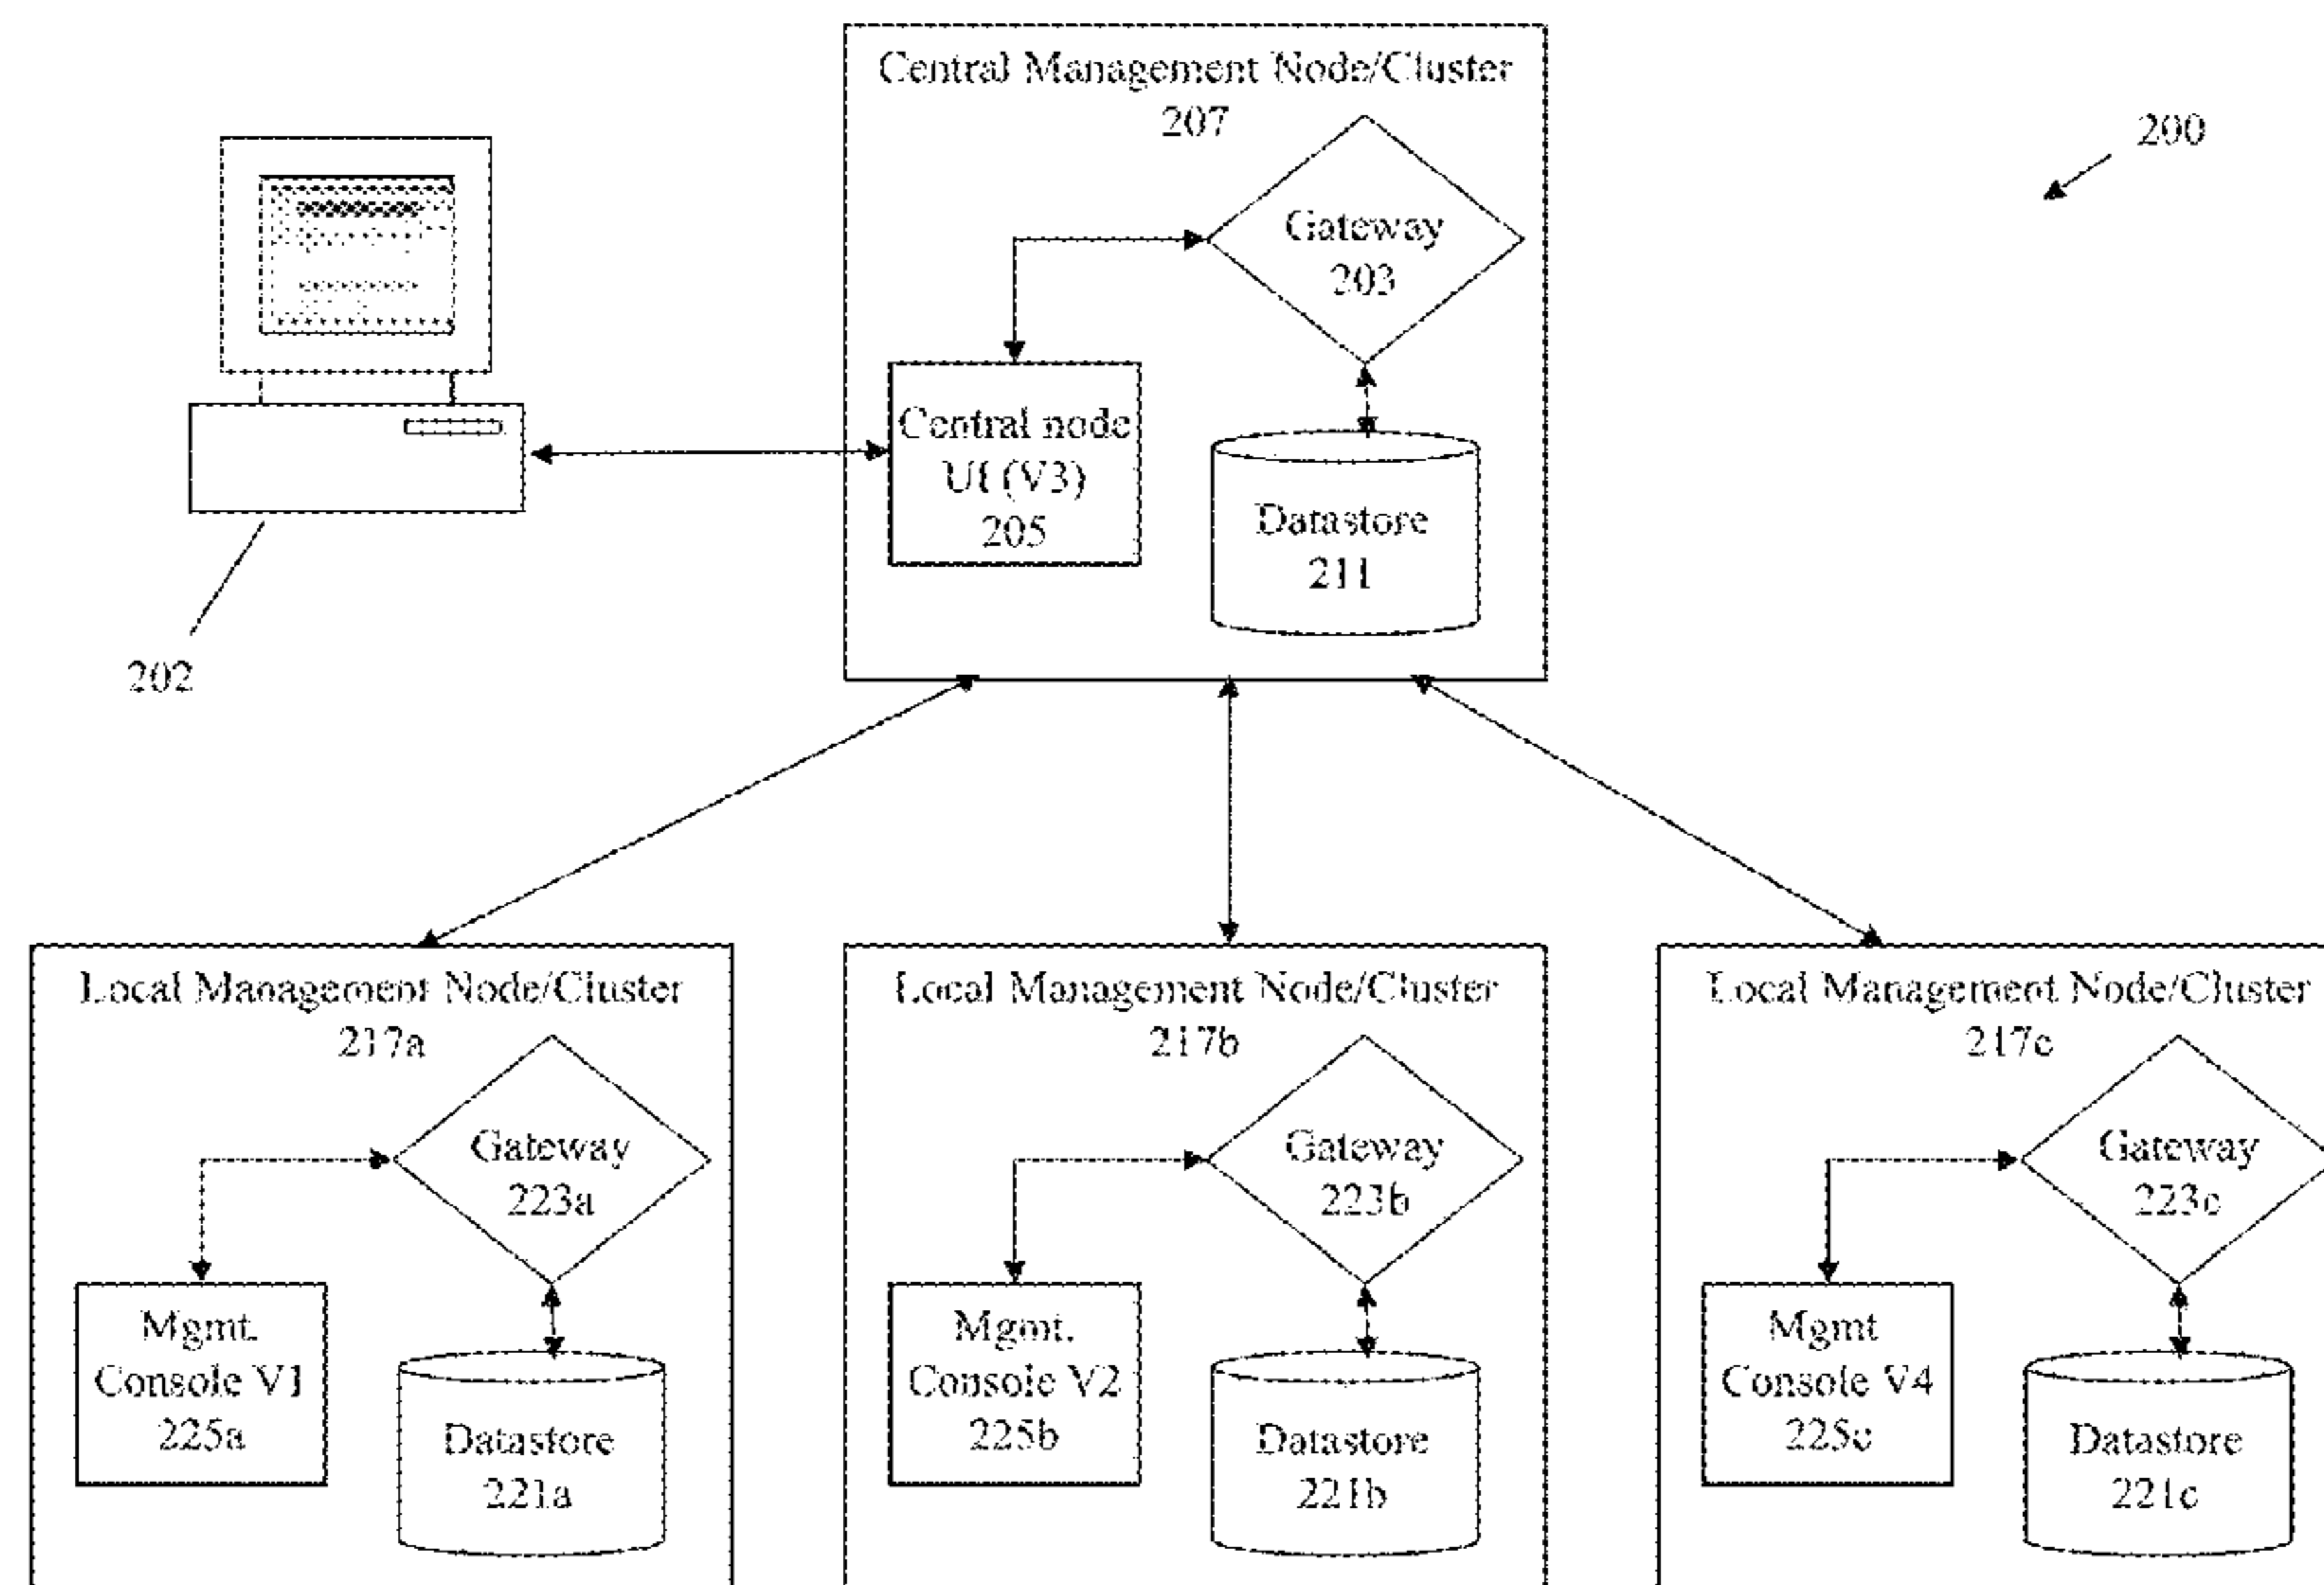 Central Management Node/Cluster
207
200
Gateway
203
Central node
UI (V3)
205
Datastore
211
202
Local Management Node/Cluster
217a
Gateway
223a
Mgmt.
Console V1
225a
Datastore
221a
Local Management Node/Cluster
217b
Gateway
223b
Mgmt.
Console V2
225b
Datastore
221b
Local Management Node/Cluster
217c
Gateway
223c
Mgmt
Console V4
225c
Datastore
221c